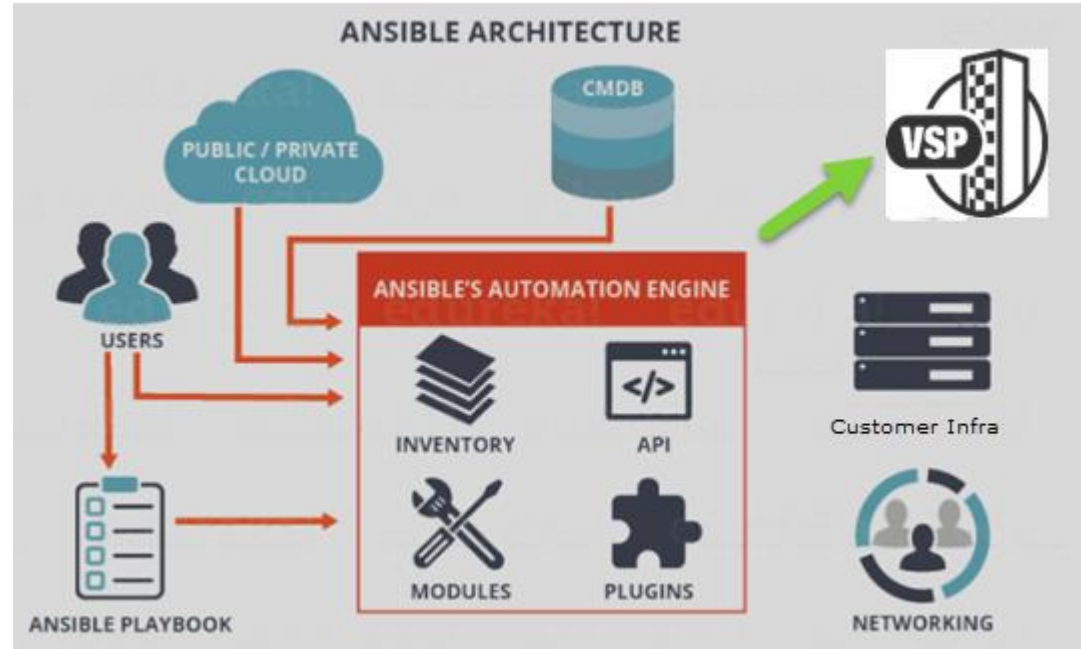 ANSIBLE ARCHITECTURE
PUBLIC / PRIVATE
CLOUD
CMDB
VSP
USERS
ANSIBLE'S AUTOMATION ENGINE
edureka!
INVENTORY
API
Customer Infra
MODULES
PLUGINS
ANSIBLE PLAYBOOK
NETWORKING